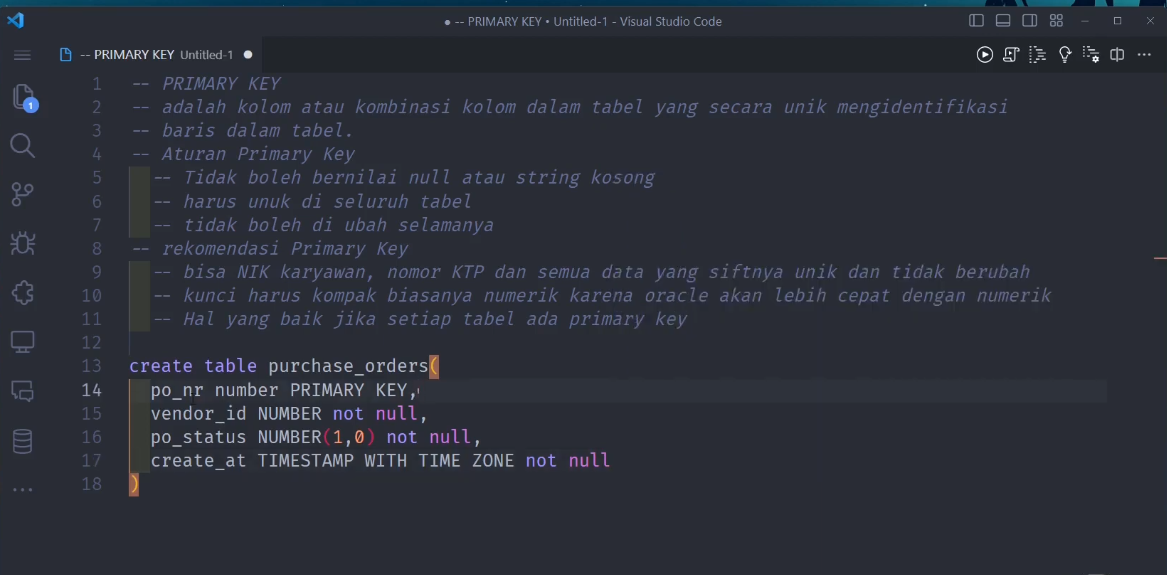 ● -- PRIMARY KEY • Untitled-1 - Visual Studio Code
-- PRIMARY KEY Untitled-1 ●
1 -- PRIMARY KEY
2 -- adalah kolom atau kombinasi kolom dalam tabel yang secara unik mengidentifikasi
3 -- baris dalam tabel.
4 -- Aturan Primary Key
5 -- Tidak boleh bernilai null atau string kosong
6 -- harus unuk di seluruh tabel
7 -- tidak boleh di ubah selamanya
8 -- rekomendasi Primary Key
9 -- bisa NIK karyawan, nomor KTP dan semua data yang siftnya unik dan tidak berubah
10 -- kunci harus kompak biasanya numerik karena oracle akan lebih cepat dengan numerik
11 -- Hal yang baik jika setiap tabel ada primary key
12
13 create table purchase_orders(
14 po_nr number PRIMARY KEY,
15 vendor_id NUMBER not null,
16 po_status NUMBER(1,0) not null,
17 create_at TIMESTAMP WITH TIME ZONE not null
18 )
1